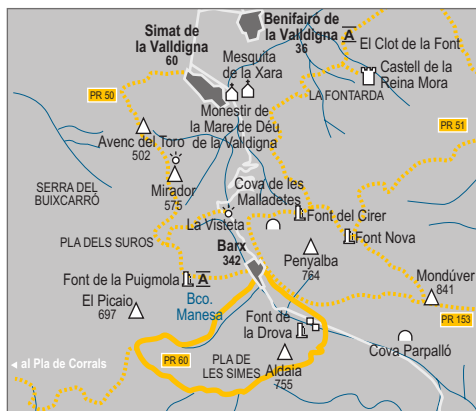 Simat de
la Valldigna
60
Benifairó de
la Valldigna
36
A
El Clot de la Font
Mesquita
de la Xara
Castell de la
Reina Mora
LA FONTARDA
PR 50
PR 51
Monestir de
la Mare de Déu
de la Valldigna
Avenc del Toro
502
Mirador
575
SERRA DEL
BUIXCARRÓ
Cova de les
Malladetes
La Visteta
Font del Cirer
Font Nova
PLA DELS SUROS
Barx
342
Penyalba
764
Mondúver
841
Font de la Puigmola
A
Bco.
Manesa
El Picaio
697
PR 153
Font de
la Drova
Cova Parpalló
PR 60
PLA DE
LES SIMES
Aldaia
755
al Pla de Corrals